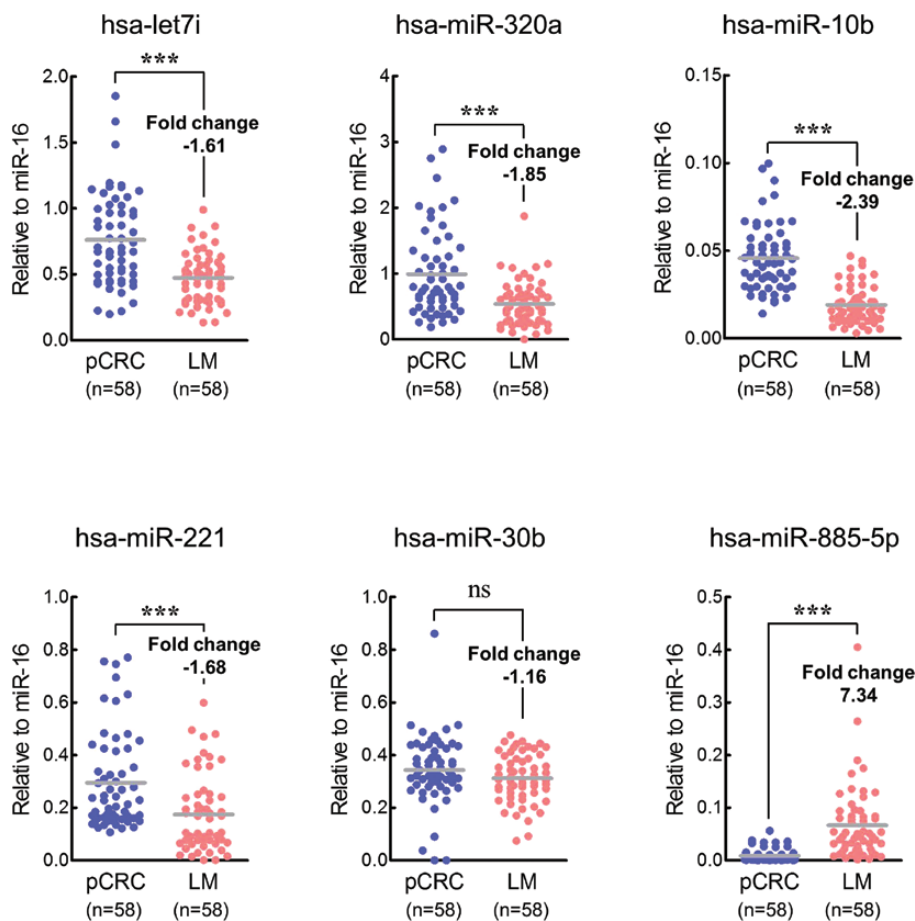 hsa-let7i
Relative to miR-16
2.0
1.5
1.0
0.5
0.0
***
Fold change
-1.61
pCRC
LM
(n=58)
(n=58)
hsa-miR-320a
Relative to miR-16
4
3
2
1
0
***
Fold change
-1.85
pCRC
LM
(n=58)
(n=58)
hsa-miR-10b
Relative to miR-16
0.15
0.10
0.05
0.00
***
Fold change
-2.39
pCRC
LM
(n=58)
(n=58)
hsa-miR-221
Relative to miR-16
1.0
0.8
0.6
0.4
0.2
0.0
***
Fold change
-1.68
pCRC
LM
(n=58)
(n=58)
hsa-miR-30b
Relative to miR-16
1.0
0.8
0.6
0.4
0.2
0.0
ns
Fold change
-1.16
pCRC
LM
(n=58)
(n=58)
hsa-miR-885-5p
Relative to miR-16
0.5
0.4
0.3
0.2
0.1
0.0
***
Fold change
7.34
pCRC
LM
(n=58)
(n=58)